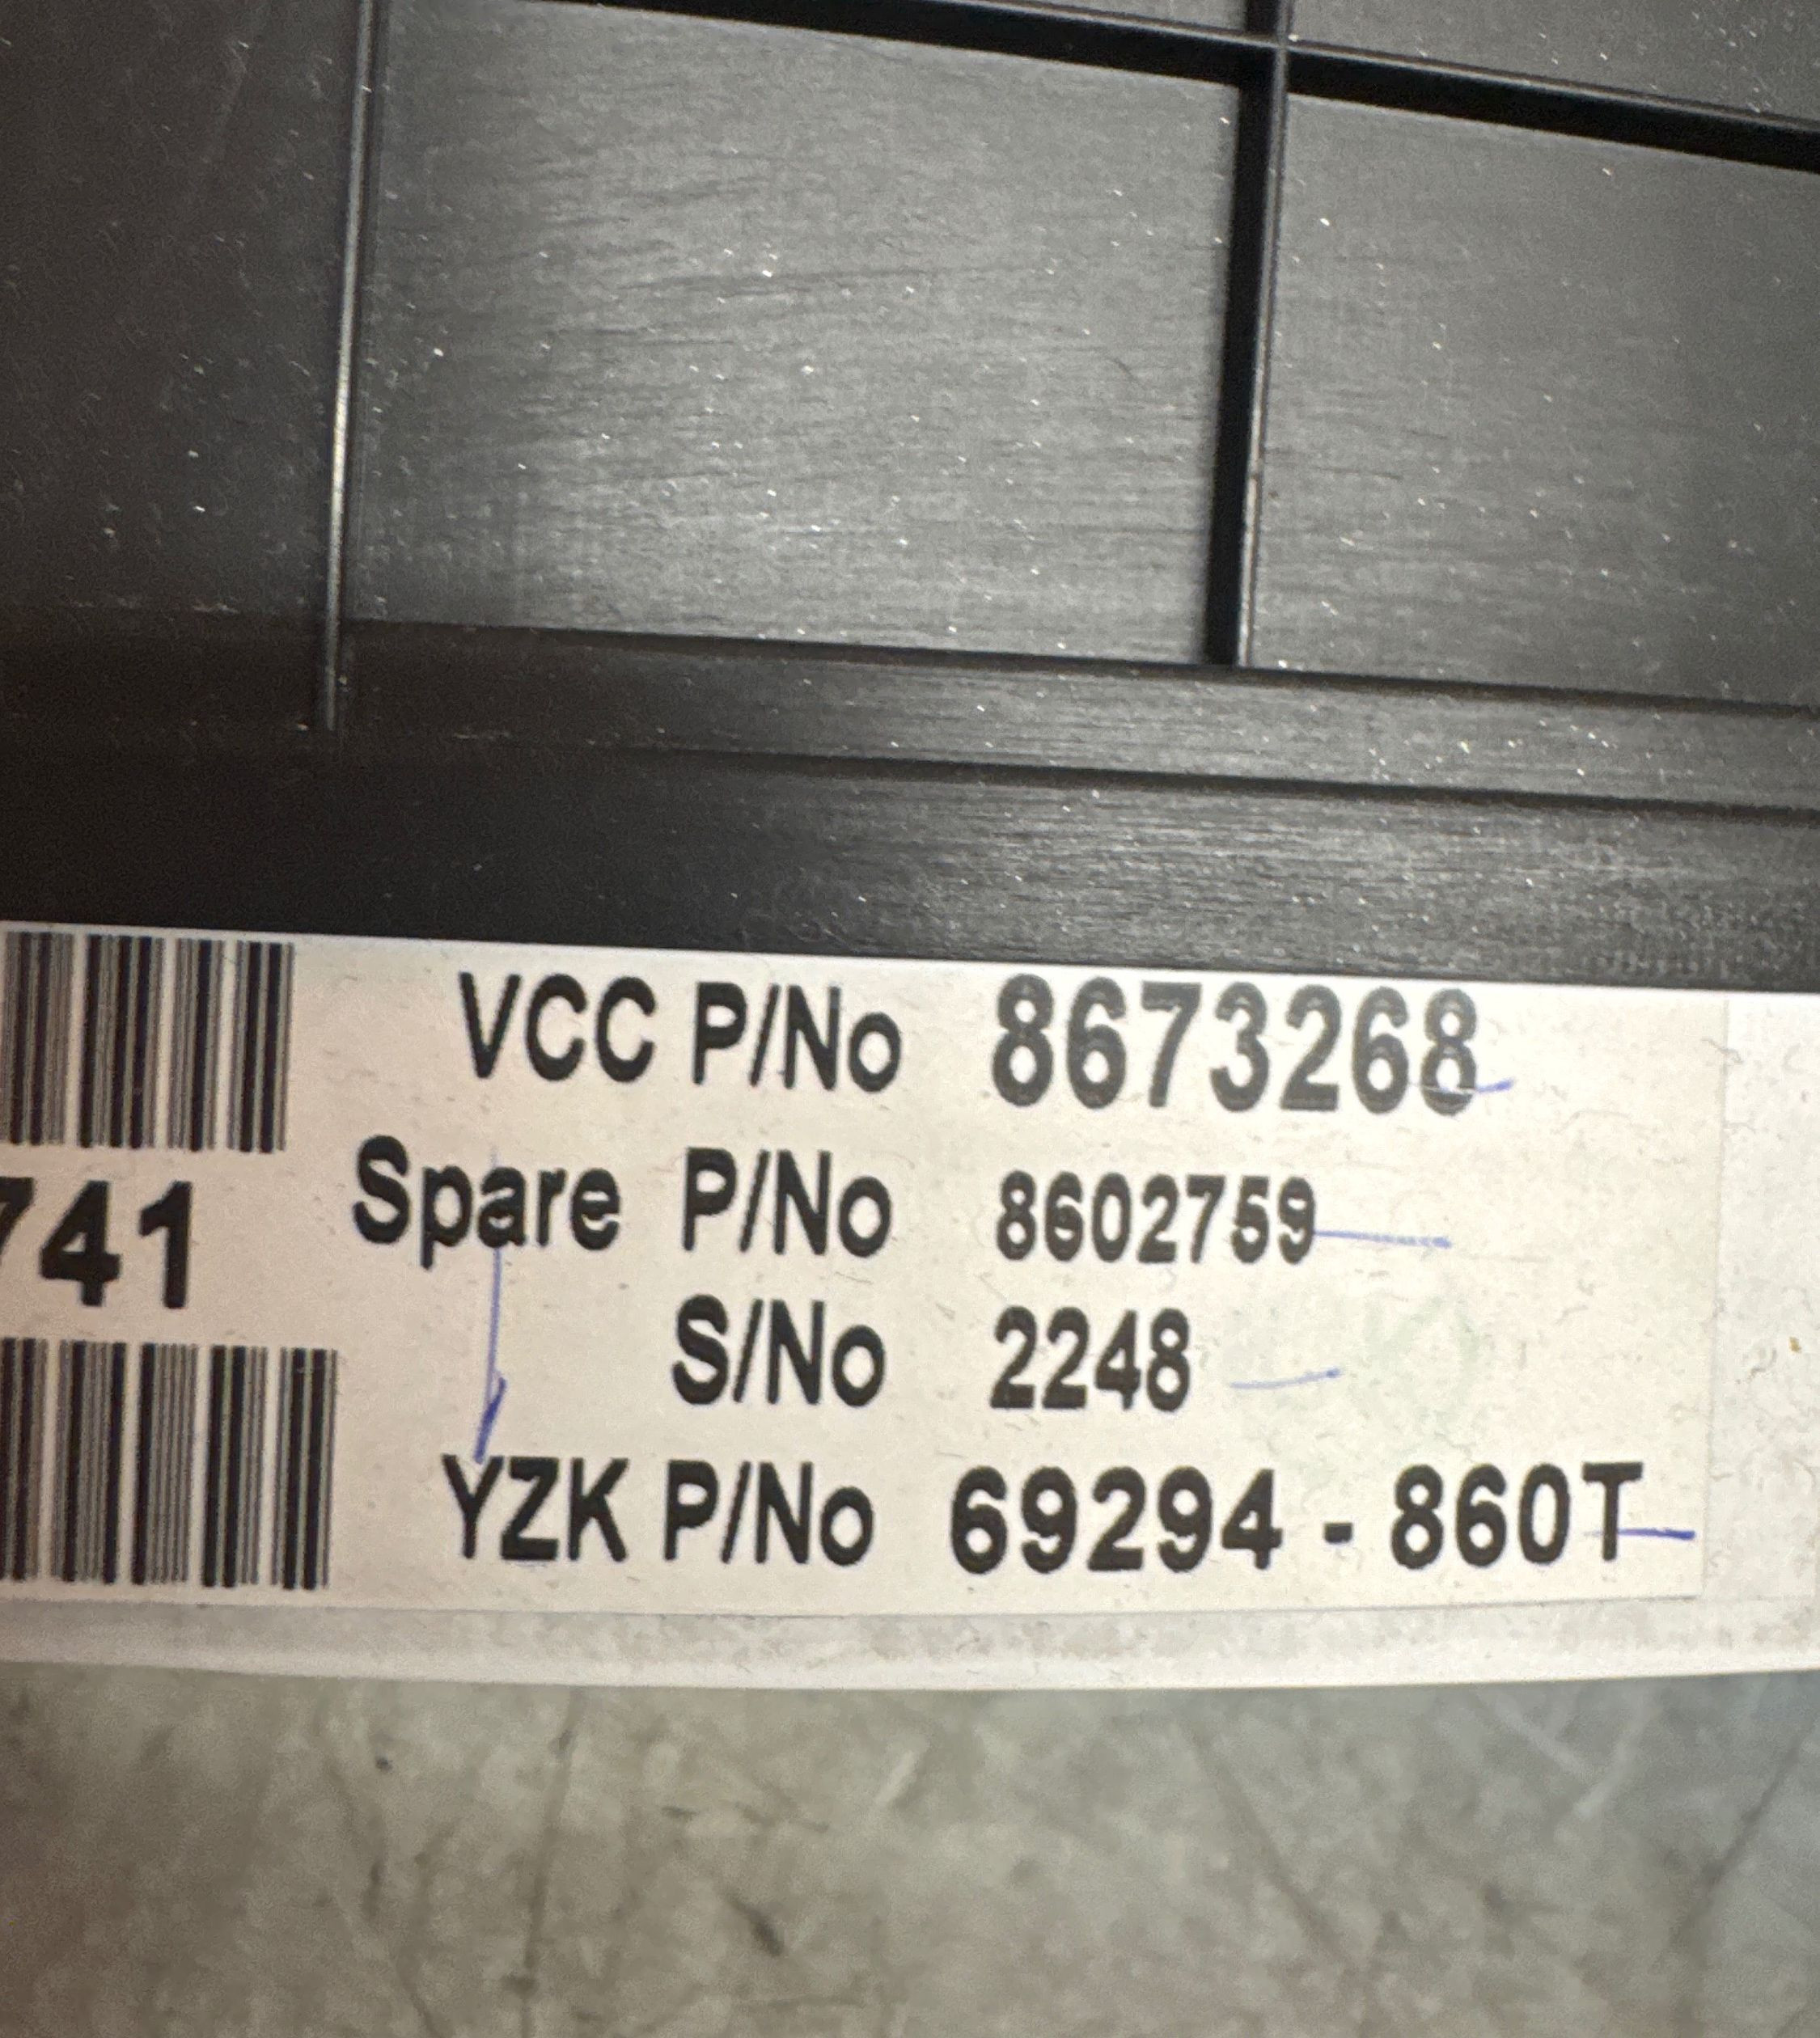 VCC P/No 8673268
741 Spare P/No 8602759
S/No 2248
YZK P/No 69294 - 860T